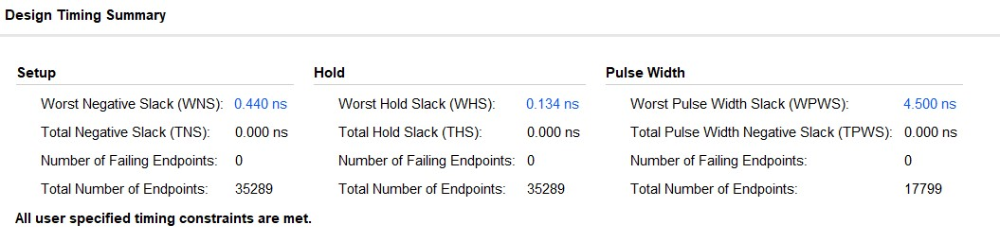 Design Timing Summary
Setup Hold Pulse Width
Worst Negative Slack (WNS): 0.440 ns Worst Hold Slack (WHS): 0.134 ns Worst Pulse Width Slack (WPWS): 4.500 ns
Total Negative Slack (TNS): 0.000 ns Total Hold Slack (THS): 0.000 ns Total Pulse Width Negative Slack (TPWS): 0.000 ns
Number of Failing Endpoints: 0 Number of Failing Endpoints: 0 Number of Failing Endpoints: 0
Total Number of Endpoints: 35289 Total Number of Endpoints: 35289 Total Number of Endpoints: 17799
All user specified timing constraints are met.